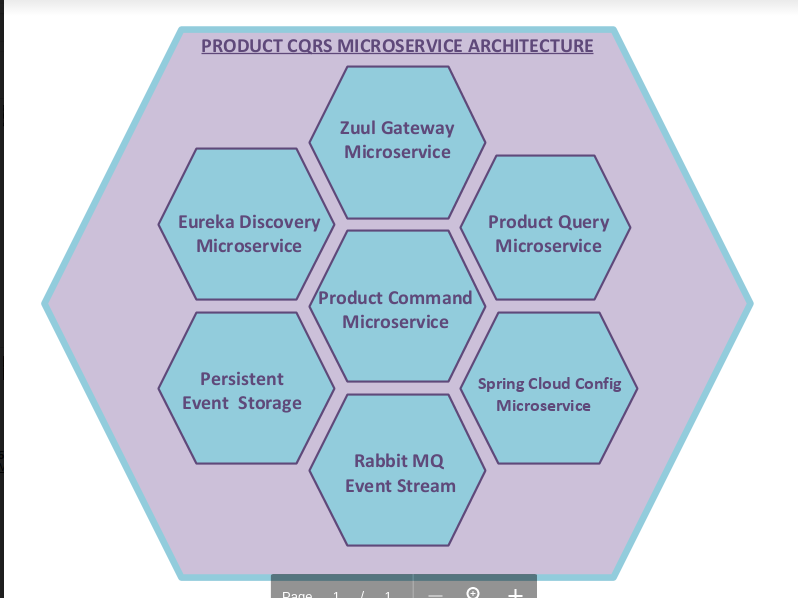 PRODUCT CQRS MICROSERVICE ARCHITECTURE
Zuul Gateway
Microservice
Eureka Discovery
Microservice
Product Query
Microservice
Product Command
Microservice
Persistent
Event  Storage
Spring Cloud Config
Microservice
Rabbit MQ
Event Stream
Page 1 / 1